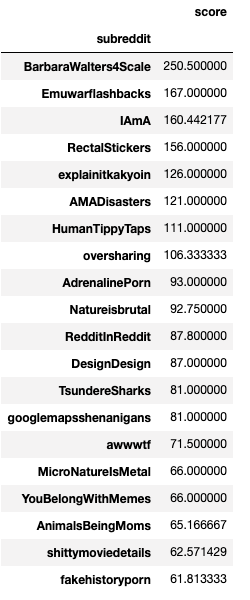 score
subreddit
BarbaraWalters4Scale 250.500000
Emuwarflashbacks 167.000000
IAmA 160.442177
RectalStickers 156.000000
explainitkakyoin 126.000000
AMADisasters 121.000000
HumanTippyTaps 111.000000
oversharing 106.333333
AdrenalinePorn 93.000000
Natureisbrutal 92.750000
RedditInReddit 87.800000
DesignDesign 87.000000
TsundereSharks 81.000000
googlemapsshenanigans 81.000000
awwwtf 71.500000
MicroNatureIsMetal 66.000000
YouBelongWithMemes 66.000000
AnimalsBeingMoms 65.166667
shittymoviedetails 62.571429
fakehistoryporn 61.813333